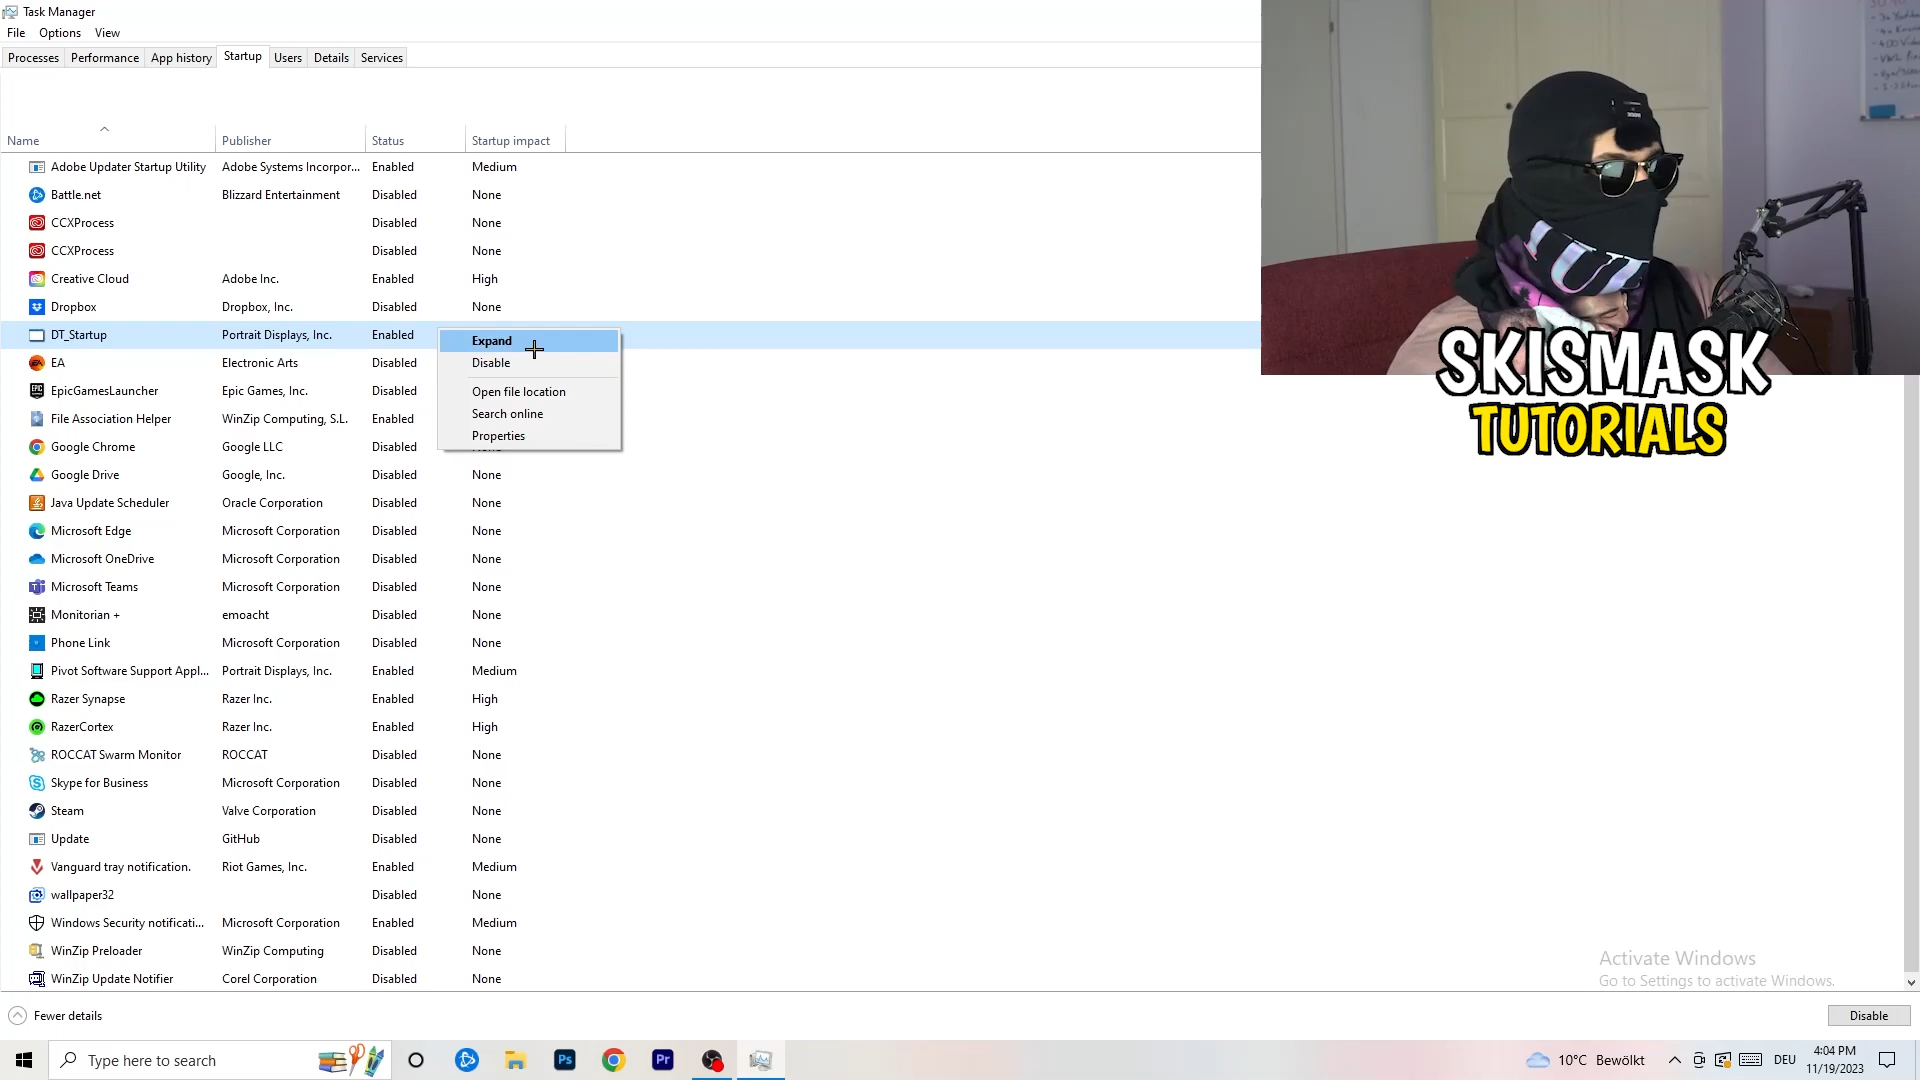 Task Manager
File Options View
Processes Performance App history Startup Users Details Services
Name Publisher Status Startup impact
Adobe Updater Startup Utility Adobe Systems Incorpor... Enabled Medium
Battle.net Blizzard Entertainment Disabled None
CCXProcess Disabled None
CCXProcess Disabled None
Creative Cloud Adobe Inc. Enabled High
Dropbox Dropbox, Inc. Disabled None
DT_Startup Portrait Displays, Inc. Enabled
EA Electronic Arts Disabled
EpicGamesLauncher Epic Games, Inc. Disabled
File Association Helper WinZip Computing, S.L. Enabled
Google Chrome Google LLC Disabled
Google Drive Google, Inc. Disabled None
Java Update Scheduler Oracle Corporation Disabled None
Microsoft Edge Microsoft Corporation Disabled None
Microsoft OneDrive Microsoft Corporation Disabled None
Microsoft Teams Microsoft Corporation Disabled None
Monitorian + emoacht Disabled None
Phone Link Microsoft Corporation Disabled None
Pivot Software Support Appl... Portrait Displays, Inc. Enabled Medium
Razer Synapse Razer Inc. Enabled High
RazerCortex Razer Inc. Enabled High
ROCCAT Swarm Monitor ROCCAT Disabled None
Skype for Business Microsoft Corporation Disabled None
Steam Valve Corporation Disabled None
Update GitHub Disabled None
Vanguard tray notification. Riot Games, Inc. Enabled Medium
wallpaper32 Disabled None
Windows Security notificati... Microsoft Corporation Enabled Medium
WinZip Preloader WinZip Computing Disabled None
WinZip Update Notifier Corel Corporation Disabled None
Expand
Disable
Open file location
Search online
Properties
SKISMASK
TUTORIALS
Activate Windows
Go to Settings to activate Windows.
Fewer details
Disable
Type here to search
Ps
Pr
10°C Bewölkt
DEU
4:04 PM
11/19/2023